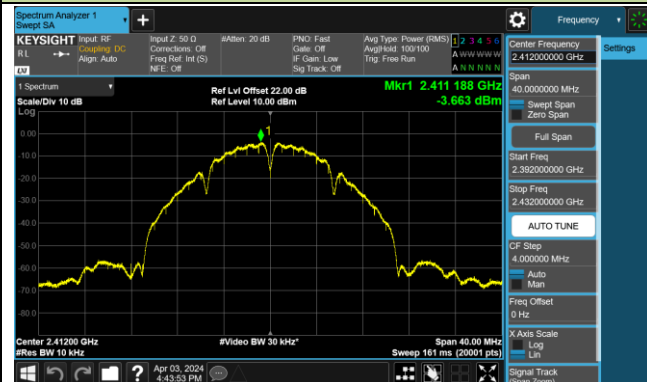 Spectrum Analyzer 1
Swept SA
Frequency
KEYSIGHT
RL
LXI
Input: RF
Coupling: DC
Align: Auto
Input Z: 50 Ω
Corrections: Off
Freq Ref: Int (S)
NFE: Off
#Atten: 20 dB
PNO: Fast
Gate: Off
IF Gain: Low
Sig Track: Off
Avg Type: Power (RMS)
Avg|Hold: 100/100
Trig: Free Run
1 2 3 4 5 6
A W W W W W
A N N N N N
1 Spectrum
Scale/Div 10 dB
Log
Ref Lvl Offset 22.00 dB
Ref Level 10.00 dBm
Mkr1 2.411 188 GHz
-3.663 dBm
1
0.00
-10.0
-20.0
-30.0
-40.0
-50.0
-60.0
-70.0
-80.0
Center 2.41200 GHz
#Res BW 10 kHz
#Video BW 30 kHz*
Span 40.00 MHz
Sweep 161 ms (20001 pts)
Apr 03, 2024
4:43:53 PM
Center Frequency
2.412000000 GHz
Settings
Span
40.0000000 MHz
Swept Span
Zero Span
Full Span
Start Freq
2.392000000 GHz
Stop Freq
2.432000000 GHz
AUTO TUNE
CF Step
4.000000 MHz
Auto
Man
Freq Offset
0 Hz
X Axis Scale
Log
Lin
Signal Track
(Span Zoom)